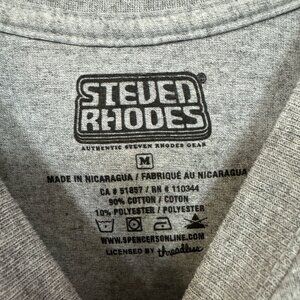 STEVEN
RHODES®
AUTHENTIC STEVEN RHODES GEAR
M
MADE IN NICARAGUA / FABRIQUÉ AU NICARAGUA
CA # 51857 / RN # 110344
90% COTTON / COTON
10% POLYESTER / POLYESTER
WWW.SPENCERSONLINE.COM
LICENSED BY threadless